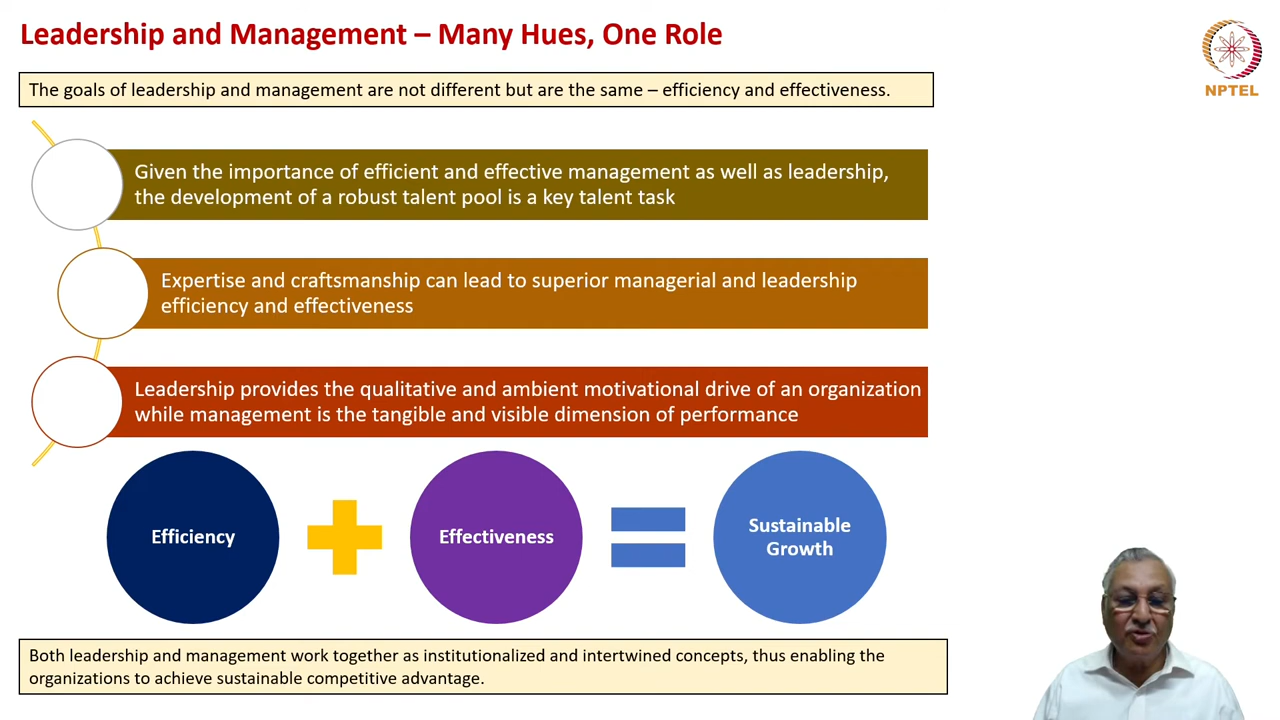 Leadership and Management – Many Hues, One Role
NPTEL
The goals of leadership and management are not different but are the same – efficiency and effectiveness.
Given the importance of efficient and effective management as well as leadership,
the development of a robust talent pool is a key talent task
Expertise and craftsmanship can lead to superior managerial and leadership
efficiency and effectiveness
Leadership provides the qualitative and ambient motivational drive of an organization
while management is the tangible and visible dimension of performance
Efficiency
Effectiveness
Sustainable
Growth
Both leadership and management work together as institutionalized and intertwined concepts, thus enabling the
organizations to achieve sustainable competitive advantage.